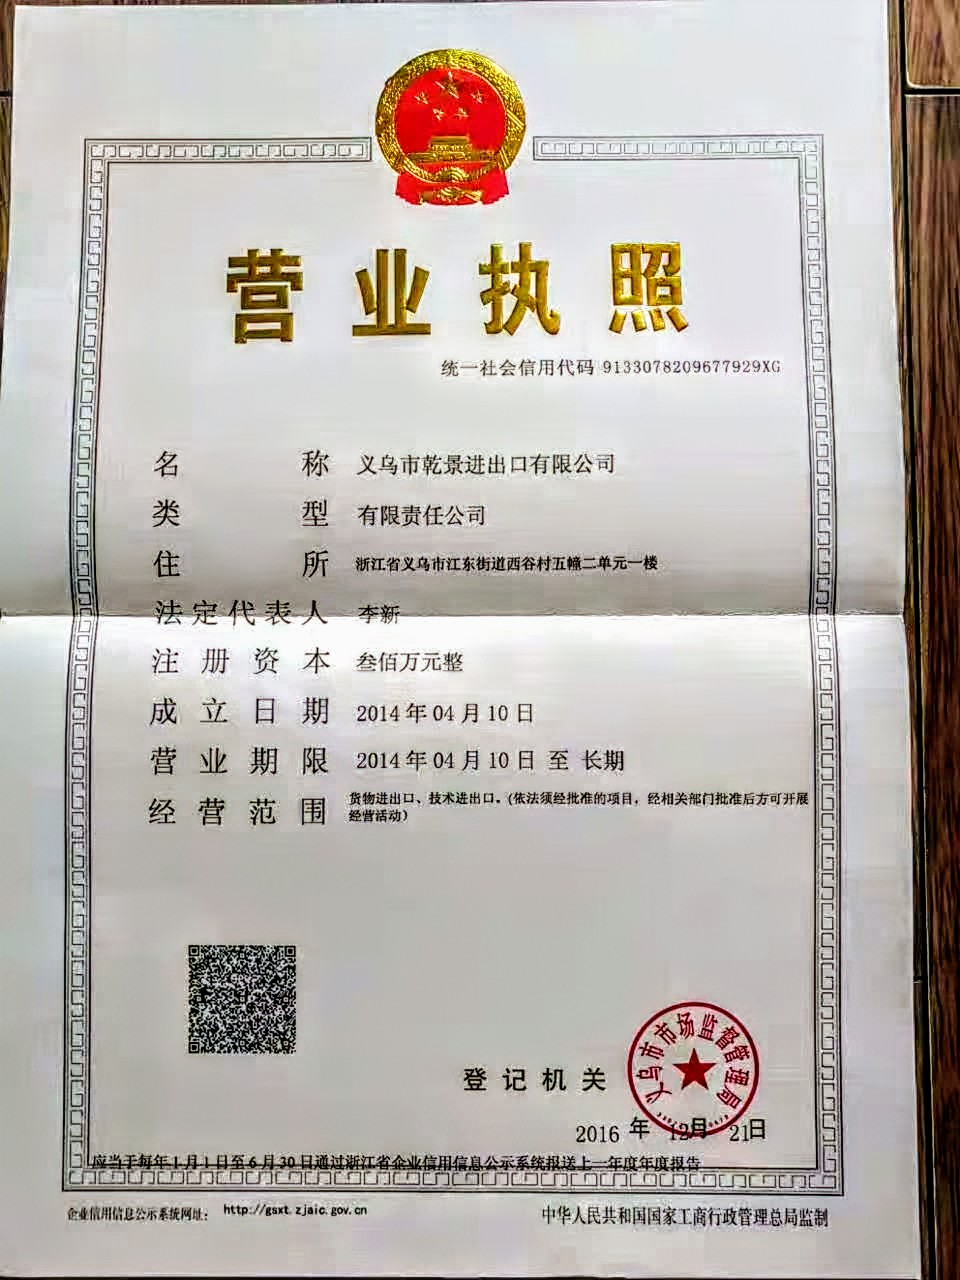 营业执照
统一社会信用代码 9133078209677929XG
名称 义乌市乾景进出口有限公司
类型 有限责任公司
住所 浙江省义乌市江东街道西谷村五幢二单元一楼
法定代表人 李新
注册资本 叁佰万元整
成立日期 2014年04月10日
营业期限 2014年04月10日 至 长期
经营范围 货物进出口、技术进出口。(依法须经批准的项目，经相关部门批准后方可开展
经营活动)
义乌市市场监督管理局
登记机关
2016 年 12月 21日
应当于每年1月1日至6月30日通过浙江省企业信用信息公示系统报送上一年度年度报告
企业信用信息公示系统网址： http://gsxt.zjaic.gov.cn
中华人民共和国国家工商行政管理总局监制